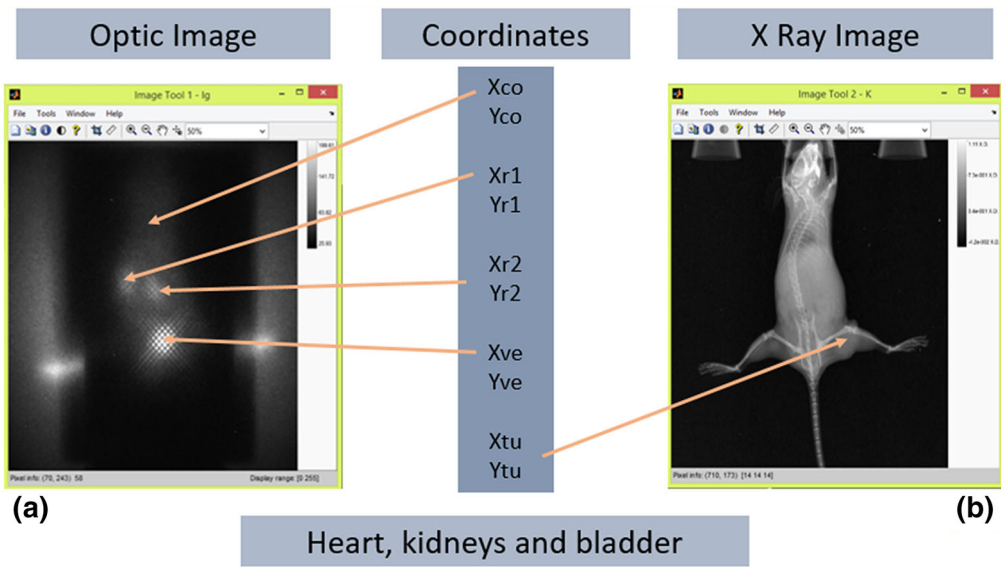 Optic Image
Coordinates
X Ray Image
Image Tool 1 - Ig
File Tools Window Help
50%
141.72
Pixel info: (70, 243) 58
Display range: [0 255]
(a)
Xco
Yco
Xr1
Yr1
Xr2
Yr2
Xve
Yve
Xtu
Ytu
Image Tool 2 - K
File Tools Window Help
50%
Pixel info: (710, 173) [14 14 14]
(b)
Heart, kidneys and bladder